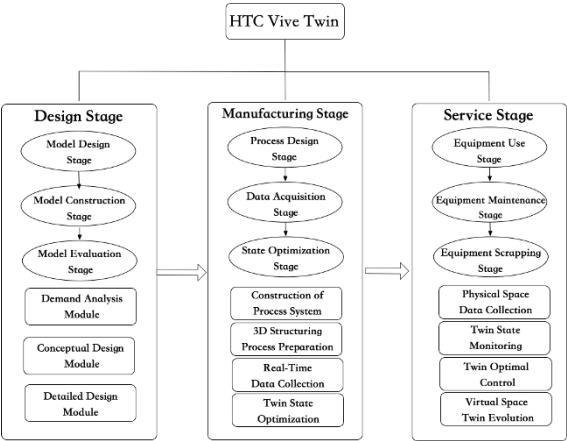 HTC Vive Twin
Design Stage
Model Design
Stage
Model Construction
Stage
Model Evaluation
Stage
Demand Analysis
Module
Conceptual Design
Module
Detailed Design
Module
Manufacturing Stage
Process Design
Stage
Data Acquisition
Stage
State Optimization
Stage
Construction of
Process System
3D Structuring
Process Preparation
Real-Time
Data Collection
Twin State
Optimization
Service Stage
Equipment Use
Stage
Equipment Maintenance
Stage
Equipment Scrapping
Stage
Physical Space
Data Collection
Twin State
Monitoring
Twin Optimal
Control
Virtual Space
Twin Evolution